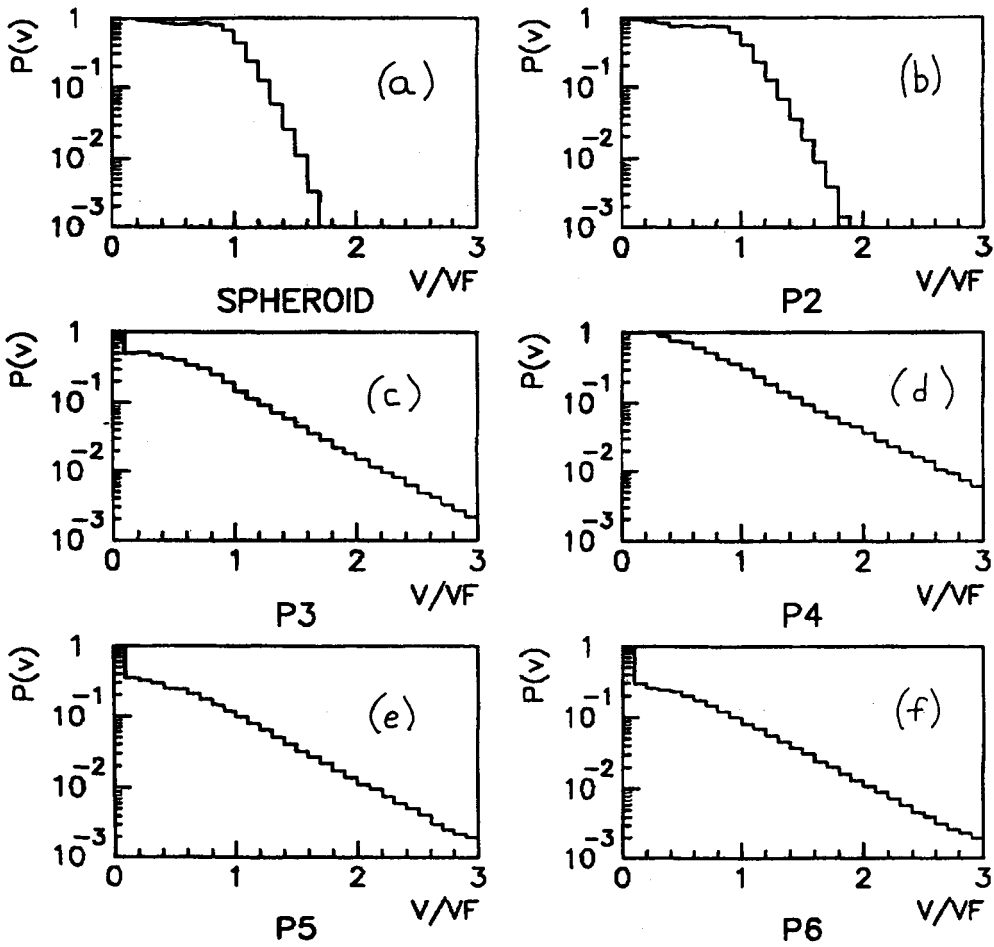 P(v) 1 10-1 10-2 10-3 (a) 0 1 2 3 V/VF SPHEROID
P(v) 1 10-1 10-2 10-3 (b) 0 1 2 3 V/VF P2
P(v) 1 10-1 10-2 10-3 (c) 0 1 2 3 V/VF P3
P(v) 1 10-1 10-2 10-3 (d) 0 1 2 3 V/VF P4
P(v) 1 10-1 10-2 10-3 (e) 0 1 2 3 V/VF P5
P(v) 1 10-1 10-2 10-3 (f) 0 1 2 3 V/VF P6